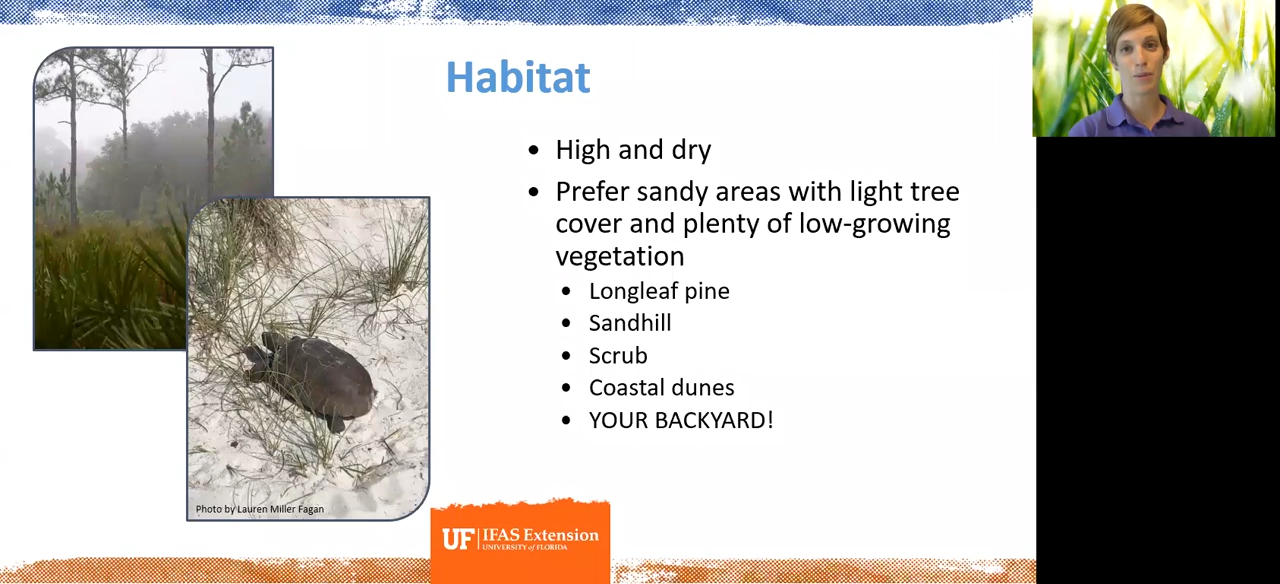 Habitat
• High and dry
• Prefer sandy areas with light tree
cover and plenty of low-growing
vegetation
• Longleaf pine
• Sandhill
• Scrub
• Coastal dunes
• YOUR BACKYARD!
Photo by Lauren Miller Fagan
UF | IFAS Extension
UNIVERSITY of FLORIDA